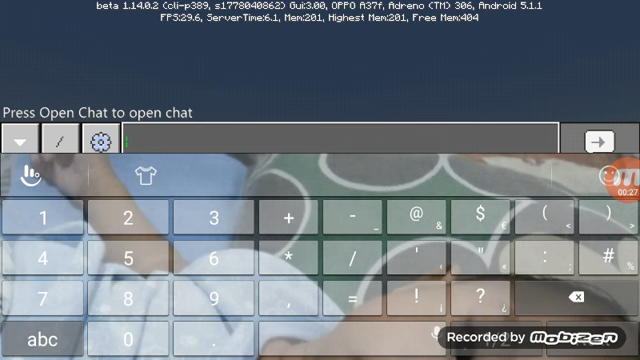 beta 1.14.0.2 (cli-p389, s1778040862) Gui:3.00, OPPO A37f, Adreno (TM) 306, Android 5.1.1
FPS:29.6, ServerTime:6.1, Mem:201, Highest Mem:201, Free Mem:404
Press Open Chat to open chat
/
00:27
1 2 3 + - _ @ & $ ( < ) >
4 5 6 * / ' " : ; # %
7 8 9 , = ! ¡ ? ¿
abc 0 . 1/2
Recorded by mobizen